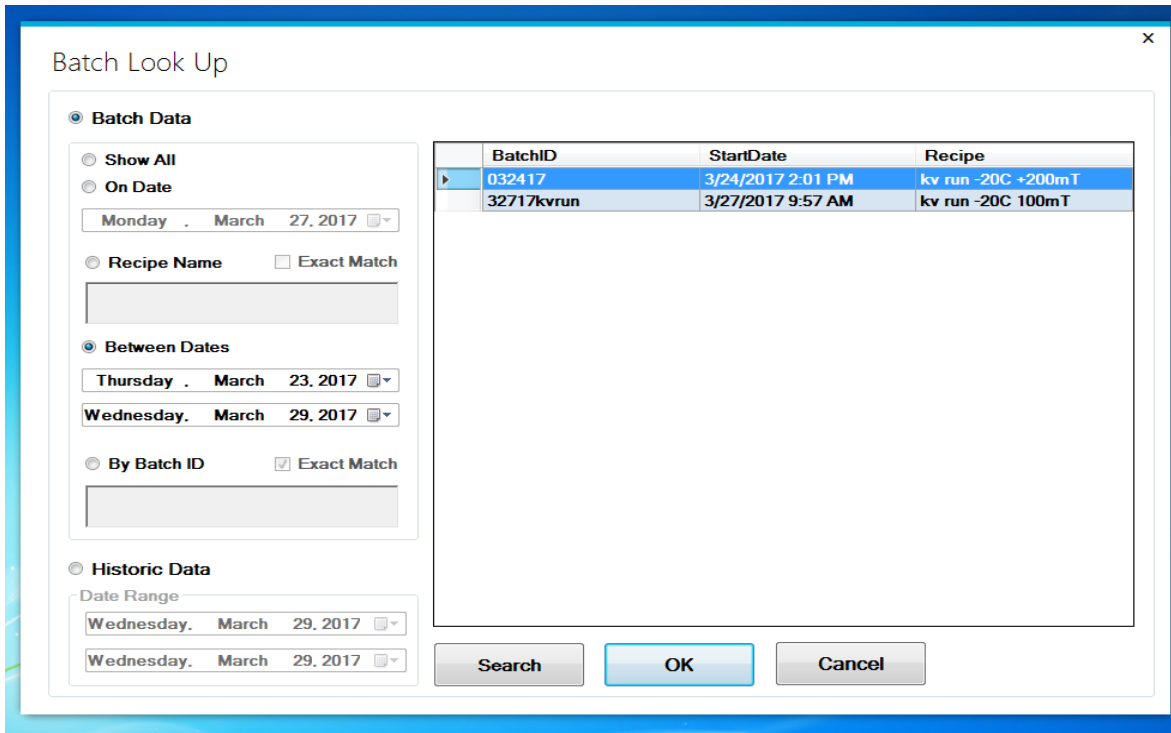 Batch Look Up
Batch Data
Show All
On Date
Monday , March 27, 2017
Recipe Name Exact Match
Between Dates
Thursday , March 23, 2017
Wednesday, March 29, 2017
By Batch ID Exact Match
Historic Data
Date Range
Wednesday, March 29, 2017
Wednesday, March 29, 2017
BatchID StartDate Recipe
032417 3/24/2017 2:01 PM kv run -20C +200mT
32717kvrun 3/27/2017 9:57 AM kv run -20C 100mT
Search OK Cancel